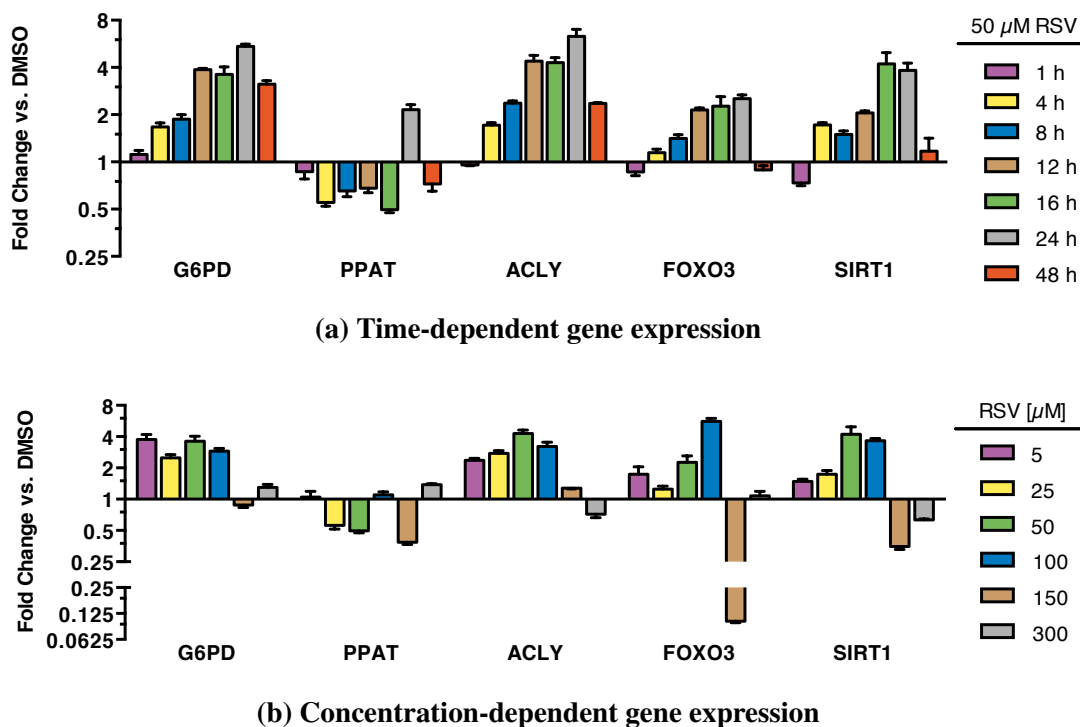 Fold Change vs. DMSO
8
4
2
1
0.5
0.25
G6PD PPAT ACLY FOXO3 SIRT1
50 µM RSV
1 h
4 h
8 h
12 h
16 h
24 h
48 h
(a) Time-dependent gene expression
Fold Change vs. DMSO
8
4
2
1
0.5
0.25
0.25
0.125
0.0625
G6PD PPAT ACLY FOXO3 SIRT1
RSV [µM]
5
25
50
100
150
300
(b) Concentration-dependent gene expression